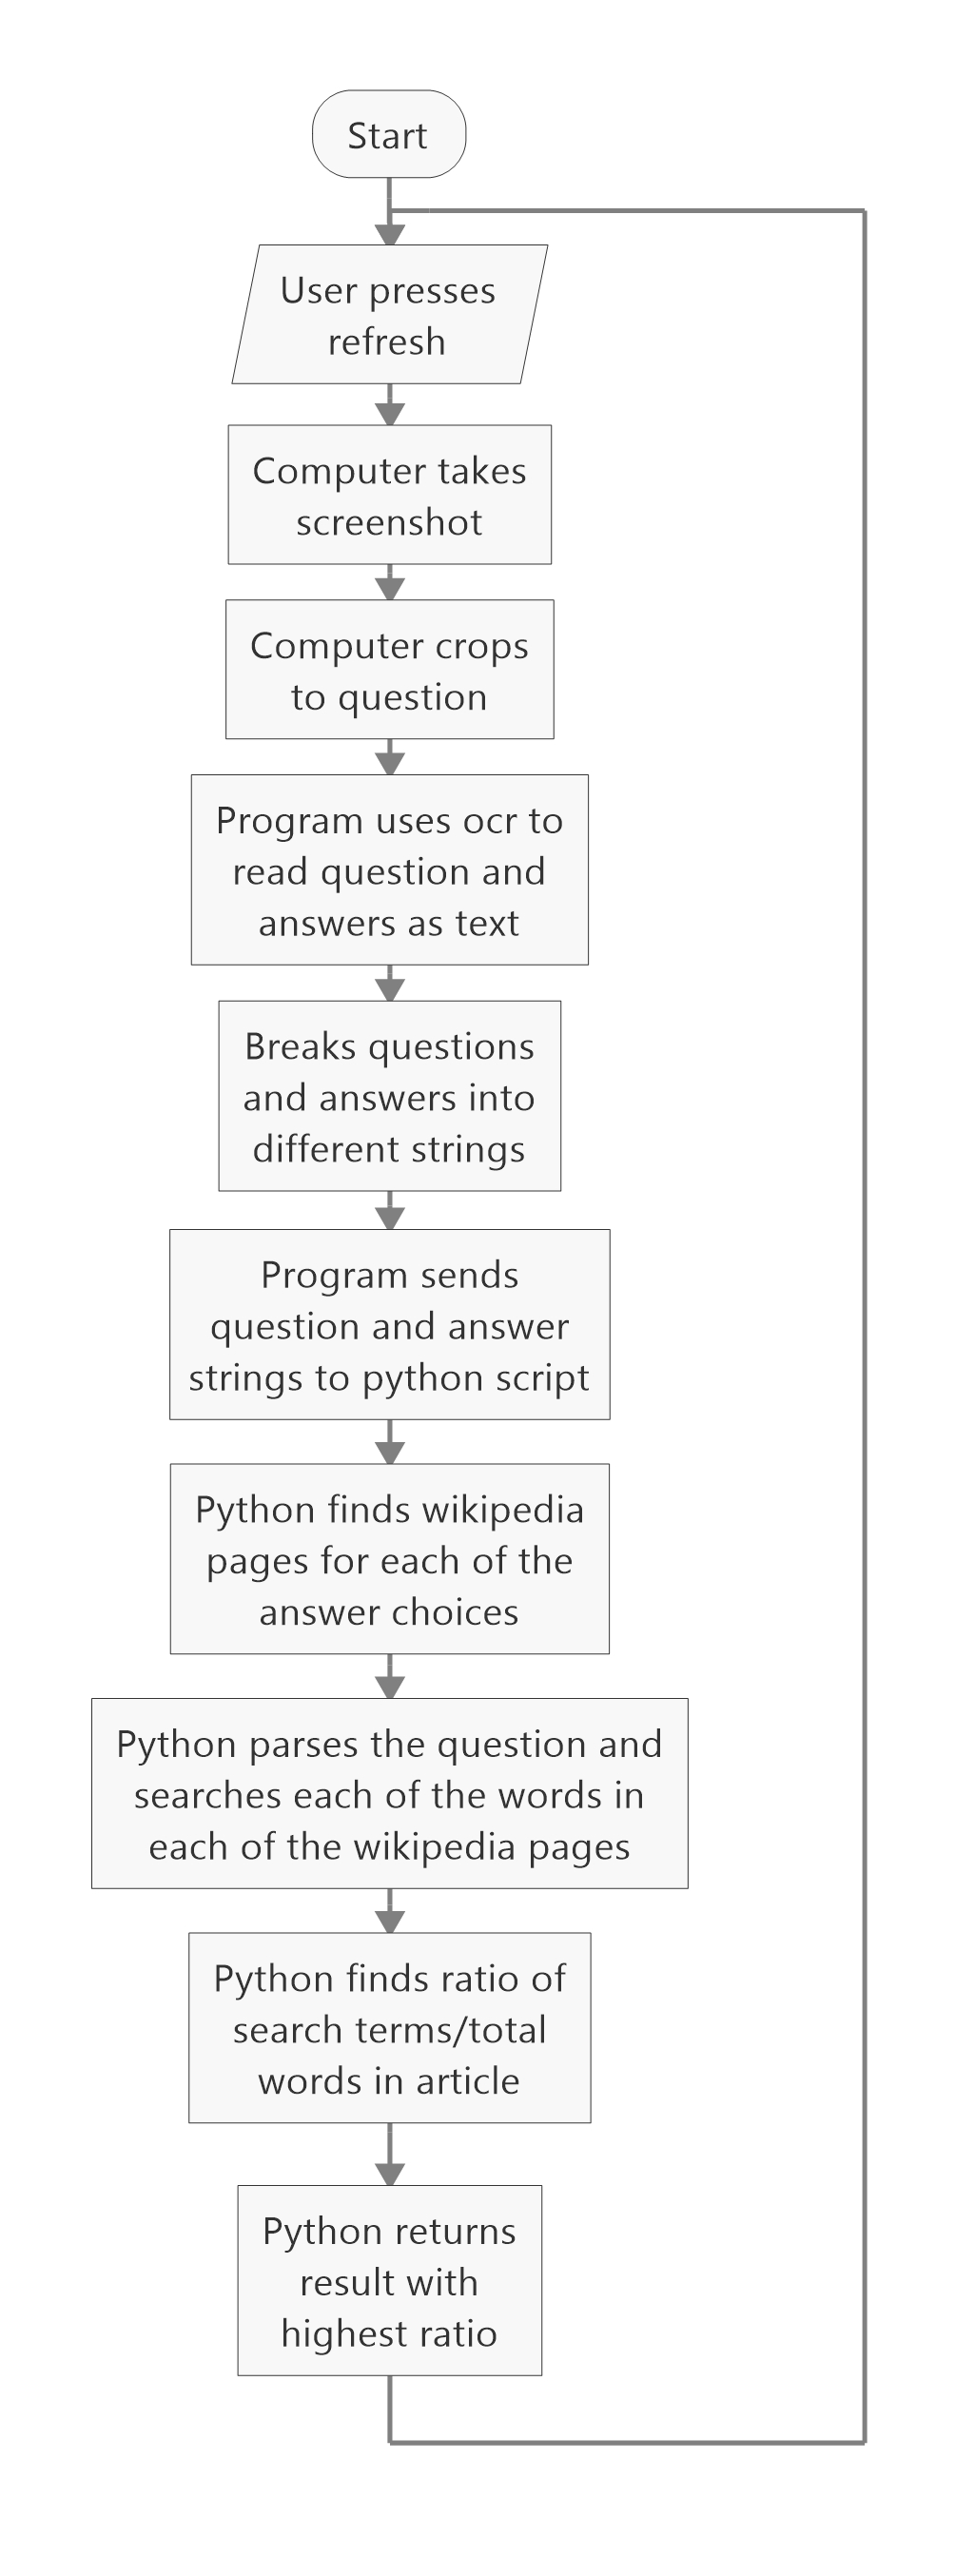 Start
User presses
refresh
Computer takes
screenshot
Computer crops
to question
Program uses ocr to
read question and
answers as text
Breaks questions
and answers into
different strings
Program sends
question and answer
strings to python script
Python finds wikipedia
pages for each of the
answer choices
Python parses the question and
searches each of the words in
each of the wikipedia pages
Python finds ratio of
search terms/total
words in article
Python returns
result with
highest ratio